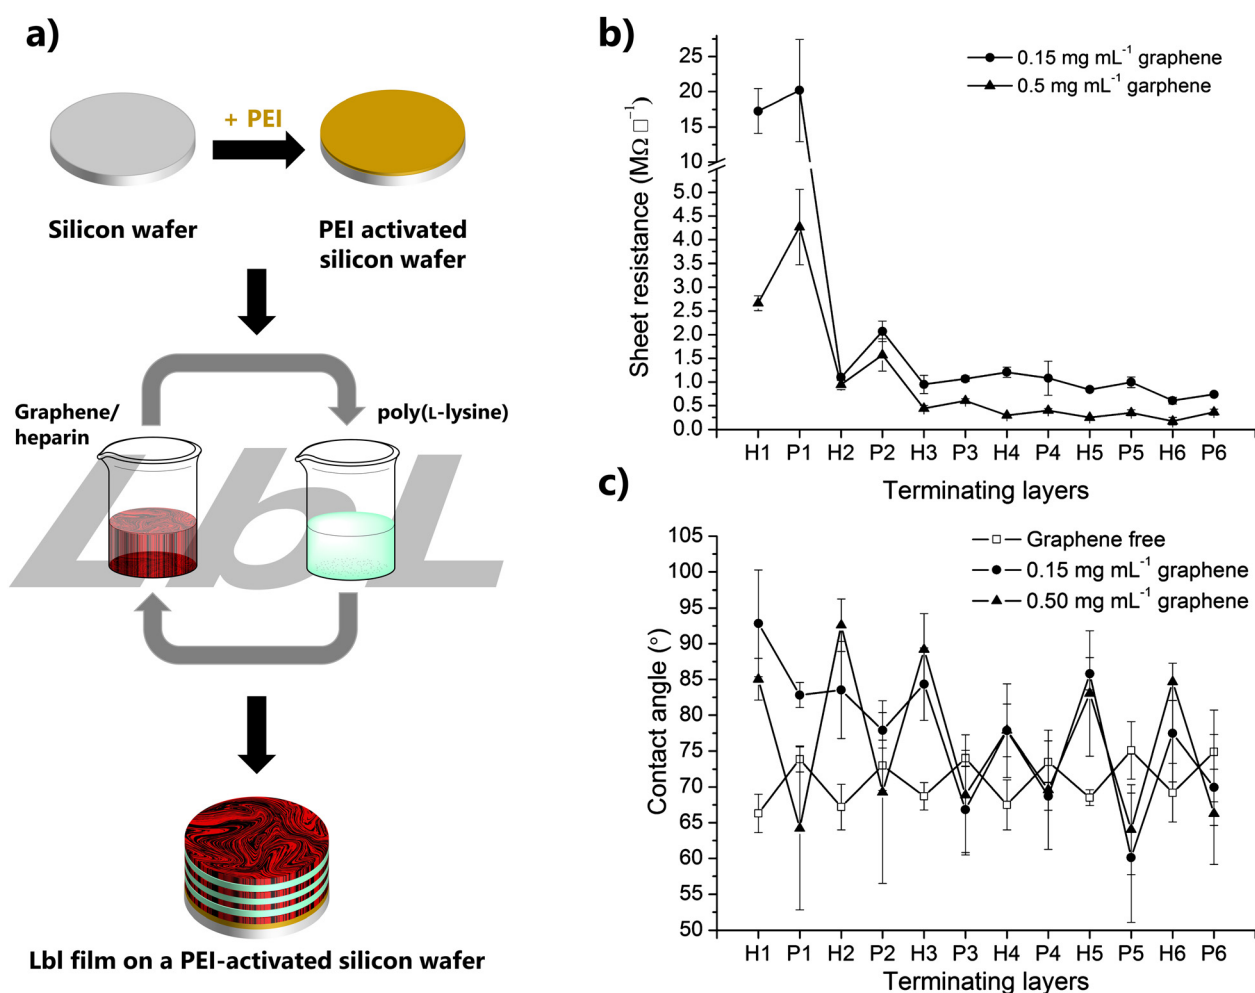 a)
+ PEI
Silicon wafer
PEI activated
silicon wafer
Graphene/
heparin
poly(L-lysine)
LbL
Lbl film on a PEI-activated silicon wafer
b)
0.15 mg mL⁻¹ graphene
0.5 mg mL⁻¹ garphene
Sheet resistance (MΩ □⁻¹)
25
20
15
10
5.0
4.5
4.0
3.5
3.0
2.5
2.0
1.5
1.0
0.5
0.0
H1 P1 H2 P2 H3 P3 H4 P4 H5 P5 H6 P6
Terminating layers
c)
Graphene free
0.15 mg mL⁻¹ graphene
0.50 mg mL⁻¹ graphene
Contact angle (°)
105
100
95
90
85
80
75
70
65
60
55
50
H1 P1 H2 P2 H3 P3 H4 P4 H5 P5 H6 P6
Terminating layers